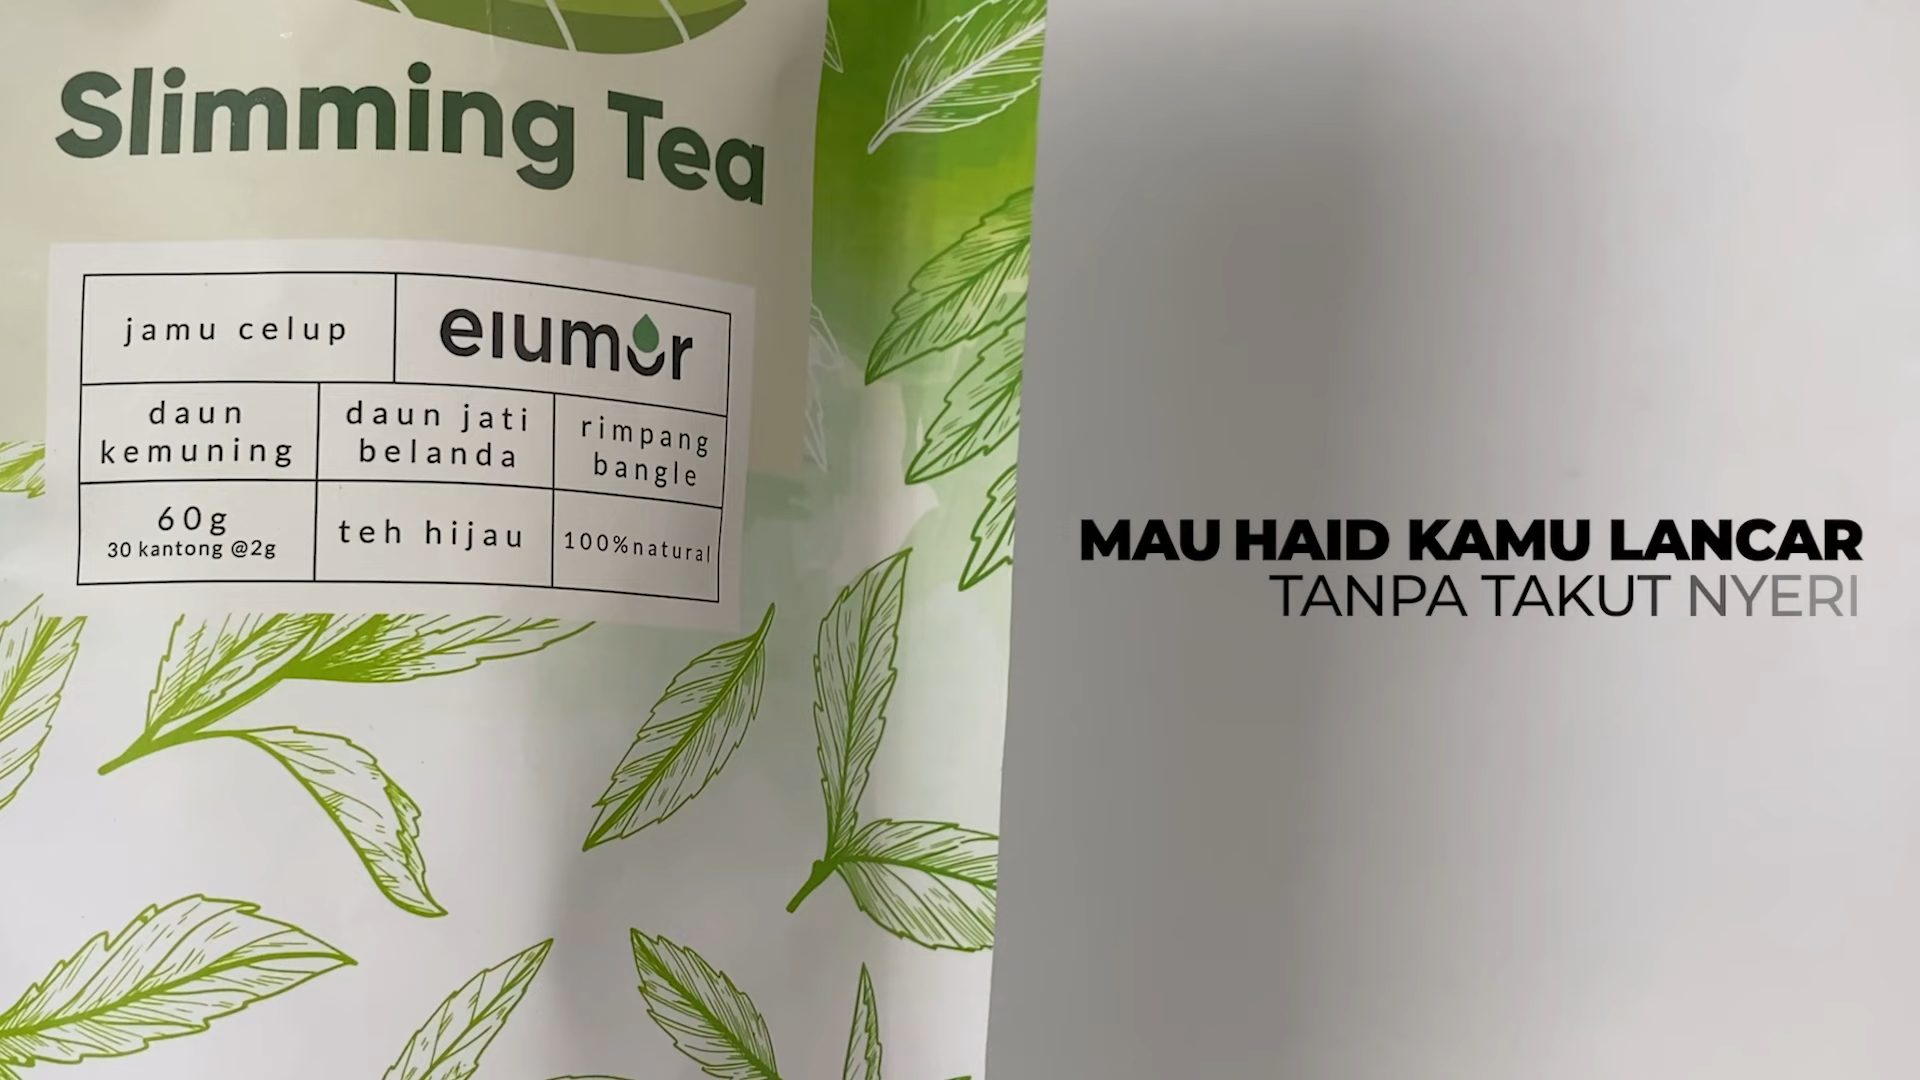 Slimming Tea
jamu celup
elumor
daun
kemuning
daun jati
belanda
rimpang
bangle
60g
30 kantong @2g
teh hijau
100%natural
MAU HAID KAMU LANCAR
TANPA TAKUT NYERI